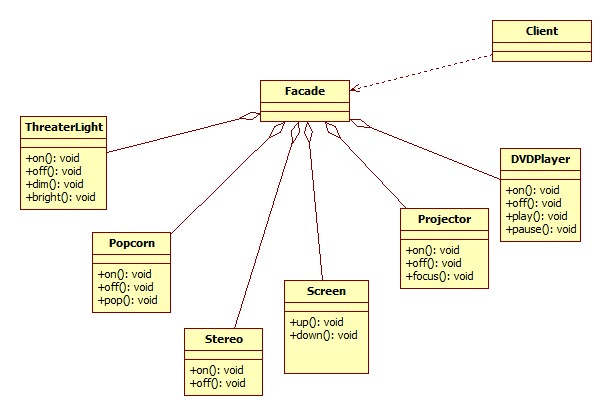 Client
Facade
ThreaterLight
+on(): void
+off(): void
+dim(): void
+bright(): void
DVDPlayer
+on(): void
+off(): void
+play(): void
+pause(): void
Projector
+on(): void
+off(): void
+focus(): void
Popcorn
+on(): void
+off(): void
+pop(): void
Screen
+up(): void
+down(): void
Stereo
+on(): void
+off(): void